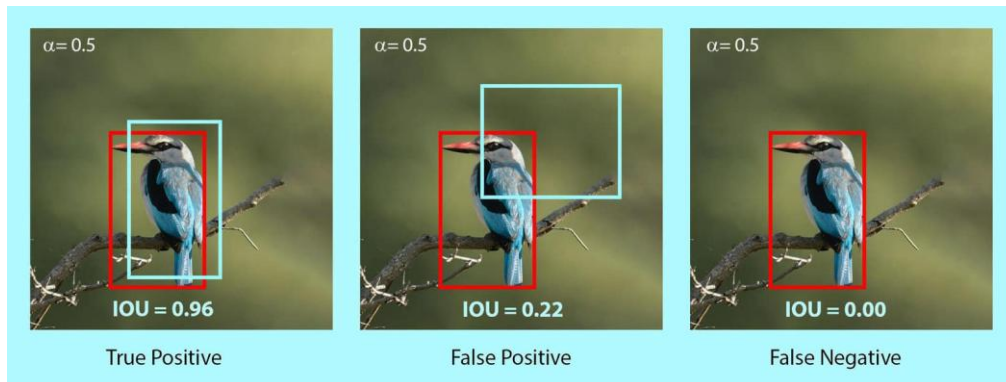 α= 0.5
α= 0.5
α= 0.5
IOU = 0.96
IOU = 0.22
IOU = 0.00
True Positive
False Positive
False Negative